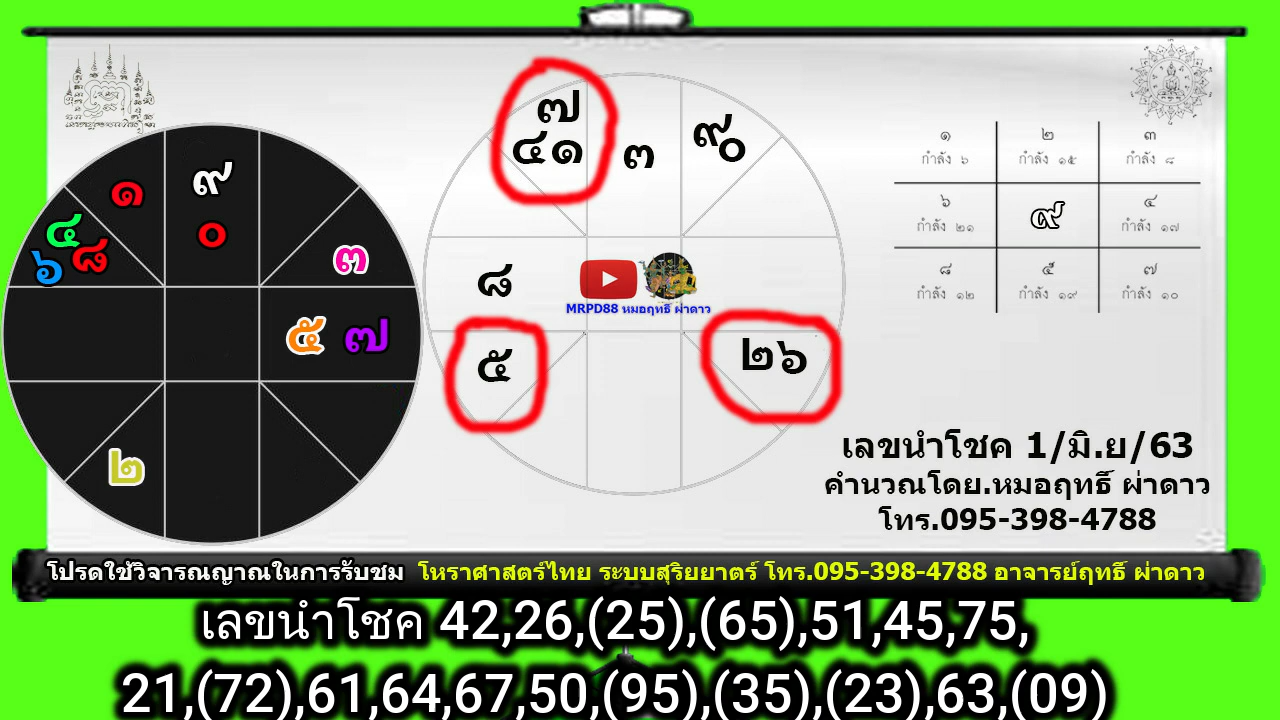 ๑
๙
๐
๔
๖ ๘
๓
๕ ๗
๒
๗
๔๑
๓
๙๐
๘
๕
๒๖
MRPD88 หมอฤทธิ์ ผ่าดาว
๑ ๒ ๓
กำลัง ๖ กำลัง ๑๕ กำลัง ๘
๖ ๙ ๔
กำลัง ๒๑ กำลัง ๑๗
๘ ๕ ๗
กำลัง ๑๒ กำลัง ๑๙ กำลัง ๑๐
เลขนำโชค 1/มิ.ย/63
คำนวณโดย.หมอฤทธิ์ ผ่าดาว
โทร.095-398-4788
โปรดใช้วิจารณญาณในการรับชม โหราศาสตร์ไทย ระบบสุริยยาตร์ โทร.095-398-4788 อาจารย์ฤทธิ์ ผ่าดาว
เลขนำโชค 42,26,(25),(65),51,45,75,
21,(72),61,64,67,50,(95),(35),(23),63,(09)